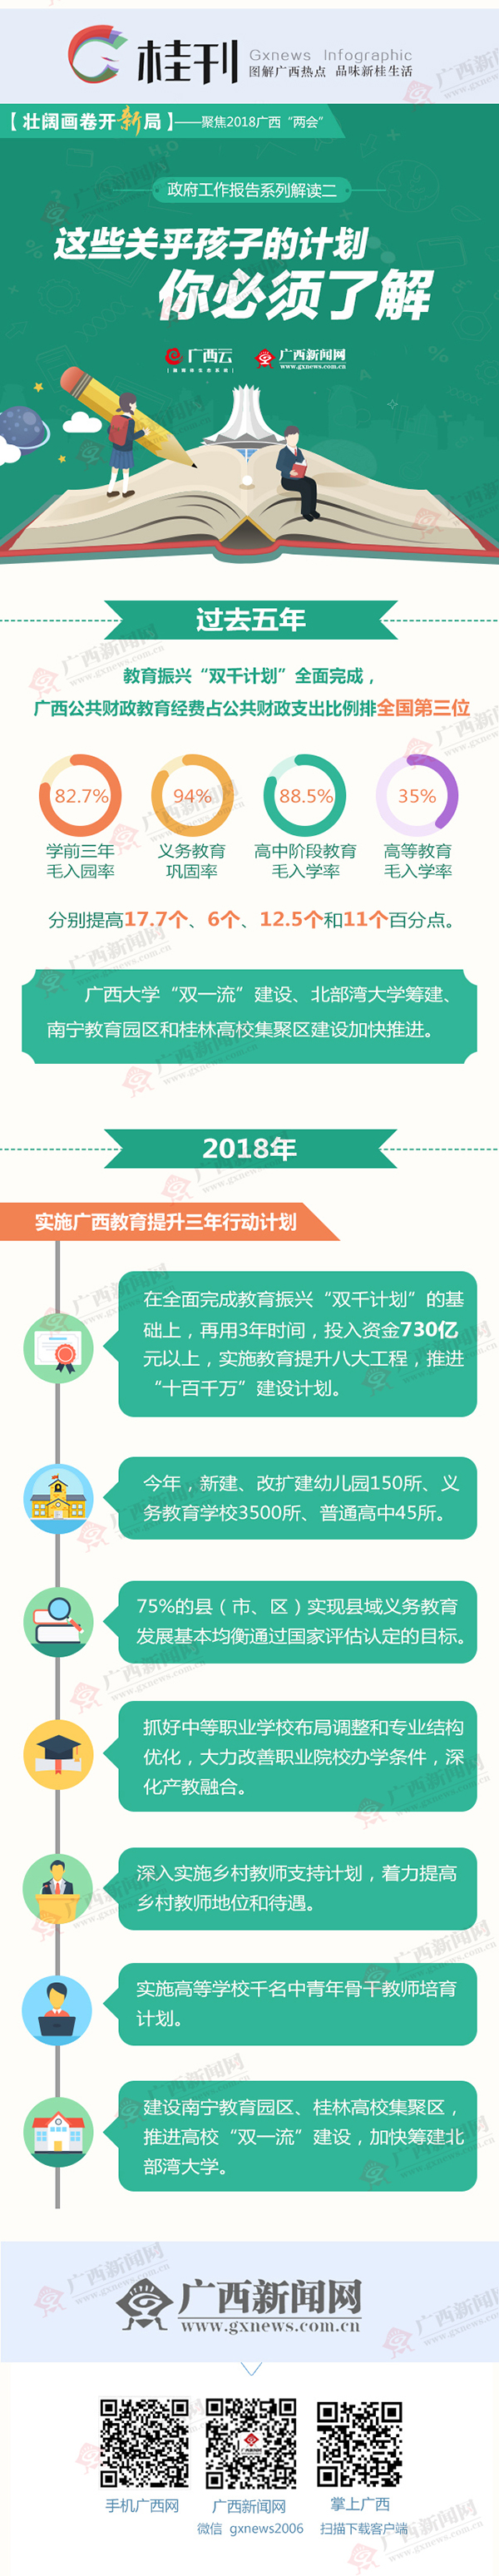 桂刊
Gxnews Infographic
图解广西热点 品味新桂生活
【壮阔画卷开新局】——聚焦2018广西“两会”
政府工作报告系列解读二
这些关乎孩子的计划
你必须了解
广西云
广西新闻网
www.gxnews.com.cn
过去五年
教育振兴“双千计划”全面完成，
广西公共财政教育经费占公共财政支出比例排全国第三位
82.7%
94%
88.5%
35%
学前三年
毛入园率
义务教育
巩固率
高中阶段教育
毛入学率
高等教育
毛入学率
分别提高17.7个、6个、12.5个和11个百分点。
广西大学“双一流”建设、北部湾大学筹建、
南宁教育园区和桂林高校集聚区建设加快推进。
2018年
实施广西教育提升三年行动计划
在全面完成教育振兴“双千计划”的基
础上，再用3年时间，投入资金730亿
元以上，实施教育提升八大工程，推进
“十百千万”建设计划。
今年，新建、改扩建幼儿园150所、义
务教育学校3500所、普通高中45所。
75%的县（市、区）实现县域义务教育
发展基本均衡通过国家评估认定的目标。
抓好中等职业学校布局调整和专业结构
优化，大力改善职业院校办学条件，深
化产教融合。
深入实施乡村教师支持计划，着力提高
乡村教师地位和待遇。
实施高等学校千名中青年骨干教师培育
计划。
建设南宁教育园区、桂林高校集聚区，
推进高校“双一流”建设，加快筹建北
部湾大学。
广西新闻网
www.gxnews.com.cn
手机广西网
广西新闻网
微信 gxnews2006
掌上广西
扫描下载客户端